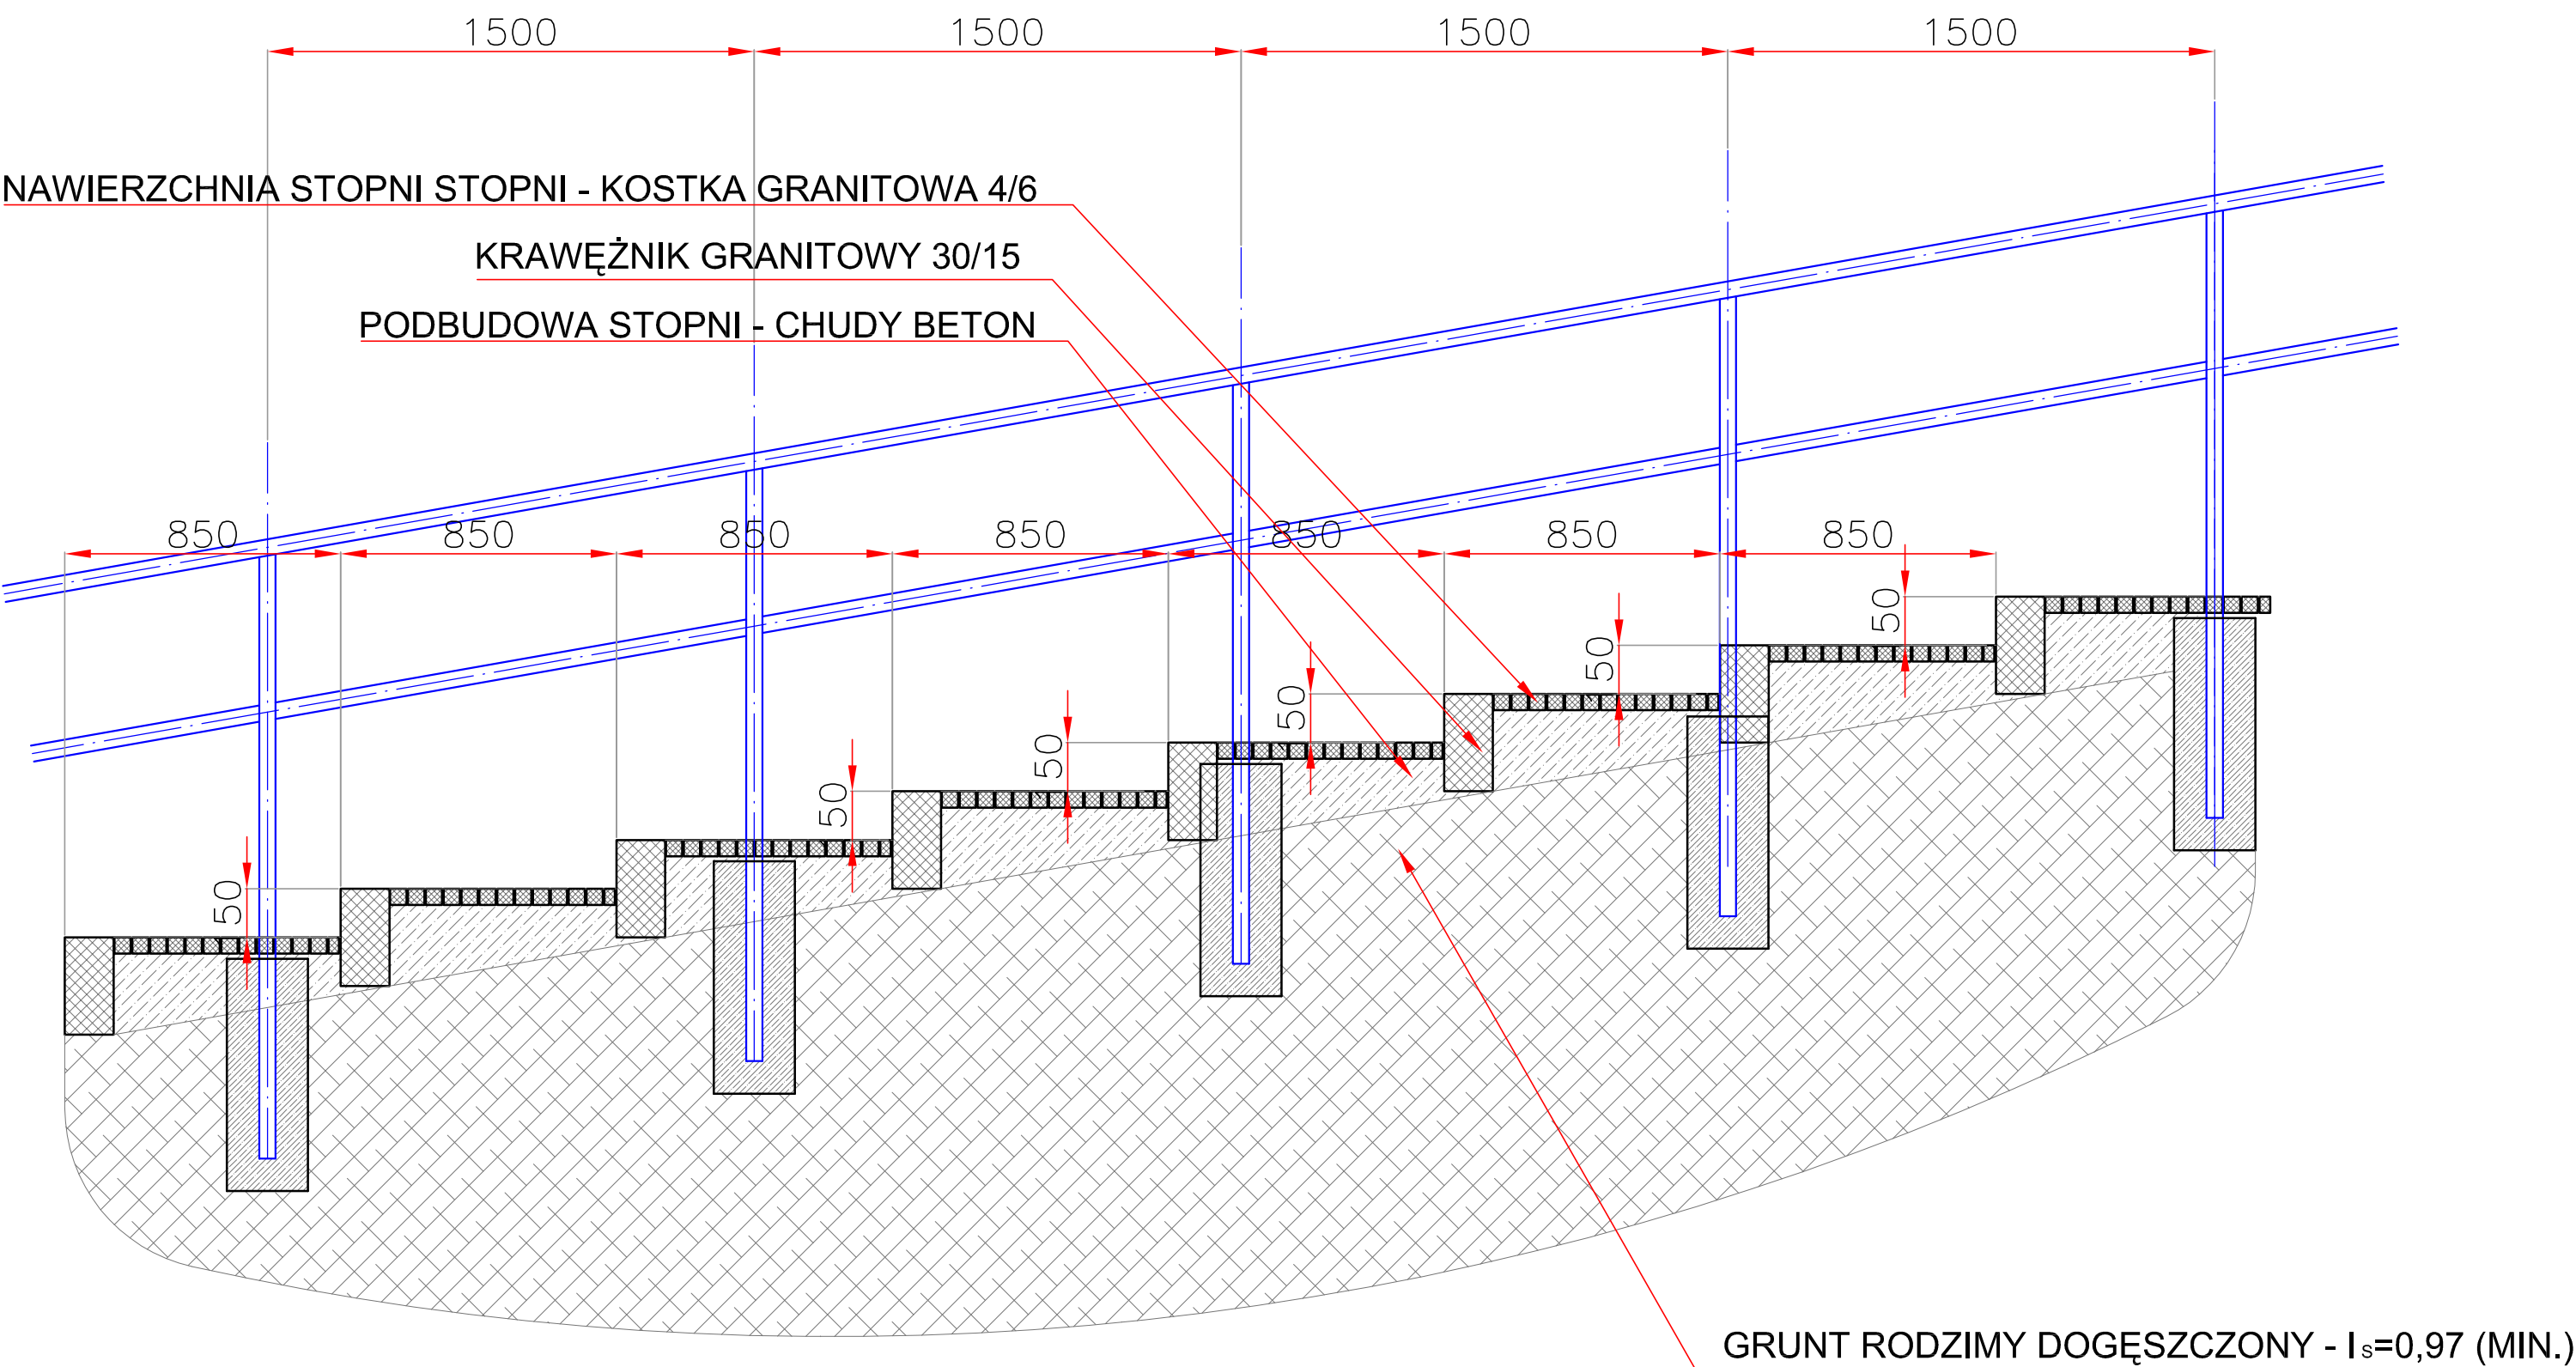 1500 1500 1500 1500
NAWIERZCHNIA STOPNI STOPNI - KOSTKA GRANITOWA 4/6
KRAWĘŻNIK GRANITOWY 30/15
PODBUDOWA STOPNI - CHUDY BETON
850 850 850 850 850 850 850
50
50
50
50
50
50
GRUNT RODZIMY DOGĘSZCZONY - Is=0,97 (MIN.)